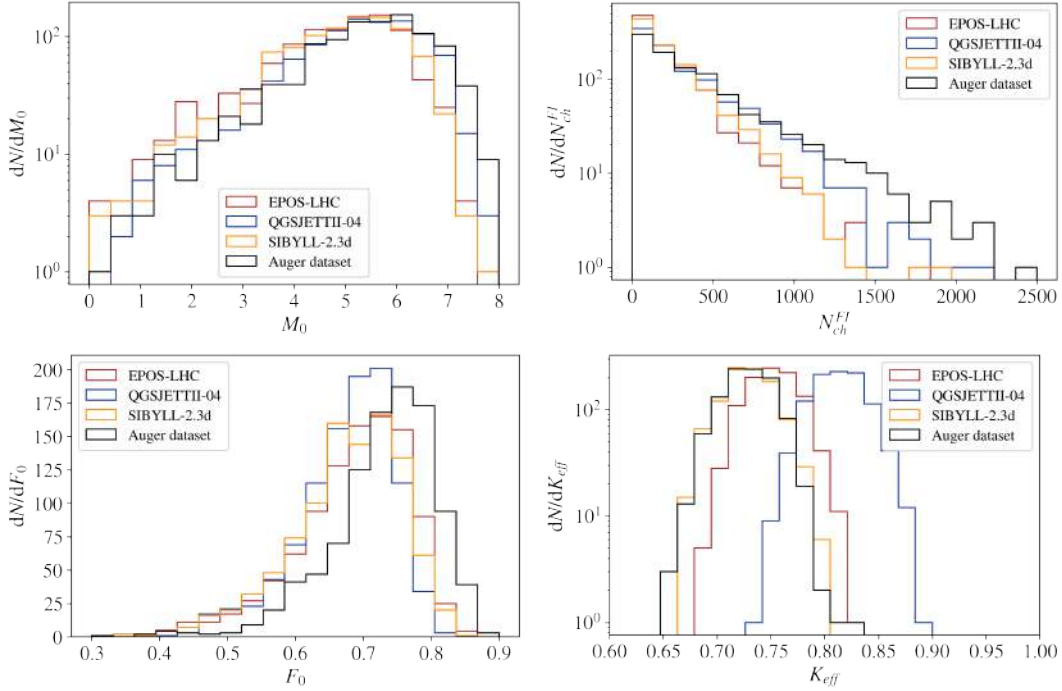 dN/dM₀
10²
10¹
10⁰
EPOS-LHC
QGSJETTII-04
SIBYLL-2.3d
Auger dataset
0 1 2 3 4 5 6 7 8
M₀
dN/dN_ch^FI
10²
10¹
10⁰
EPOS-LHC
QGSJETTII-04
SIBYLL-2.3d
Auger dataset
0 500 1000 1500 2000 2500
N_ch^FI
dN/dF₀
200
175
150
125
100
75
50
25
0
EPOS-LHC
QGSJETTII-04
SIBYLL-2.3d
Auger dataset
0.3 0.4 0.5 0.6 0.7 0.8 0.9
F₀
dN/dK_eff
10²
10¹
10⁰
EPOS-LHC
QGSJETTII-04
SIBYLL-2.3d
Auger dataset
0.60 0.65 0.70 0.75 0.80 0.85 0.90 0.95 1.00
K_eff